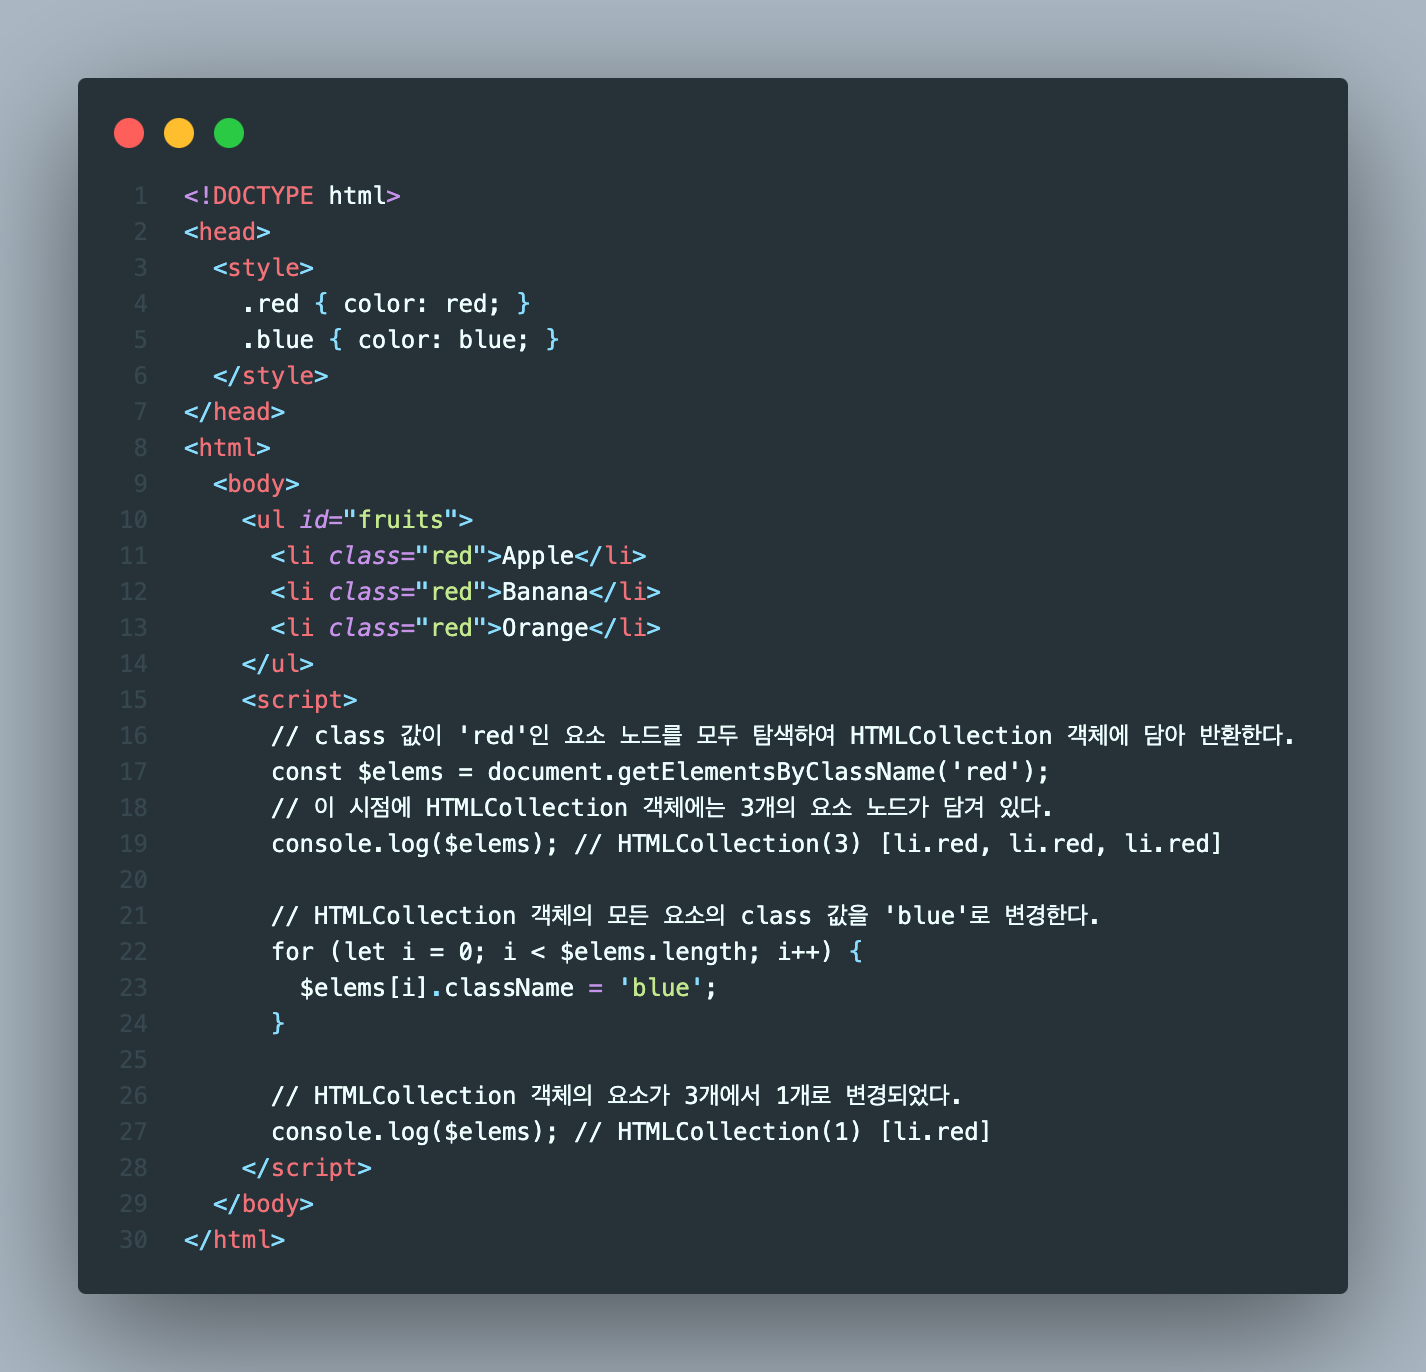 1 <!DOCTYPE html>
2 <head>
3   <style>
4     .red { color: red; }
5     .blue { color: blue; }
6   </style>
7 </head>
8 <html>
9   <body>
10     <ul id="fruits">
11       <li class="red">Apple</li>
12       <li class="red">Banana</li>
13       <li class="red">Orange</li>
14     </ul>
15     <script>
16       // class 값이 'red'인 요소 노드를 모두 탐색하여 HTMLCollection 객체에 담아 반환한다.
17       const $elems = document.getElementsByClassName('red');
18       // 이 시점에 HTMLCollection 객체에는 3개의 요소 노드가 담겨 있다.
19       console.log($elems); // HTMLCollection(3) [li.red, li.red, li.red]
20
21       // HTMLCollection 객체의 모든 요소의 class 값을 'blue'로 변경한다.
22       for (let i = 0; i < $elems.length; i++) {
23         $elems[i].className = 'blue';
24       }
25
26       // HTMLCollection 객체의 요소가 3개에서 1개로 변경되었다.
27       console.log($elems); // HTMLCollection(1) [li.red]
28     </script>
29   </body>
30 </html>